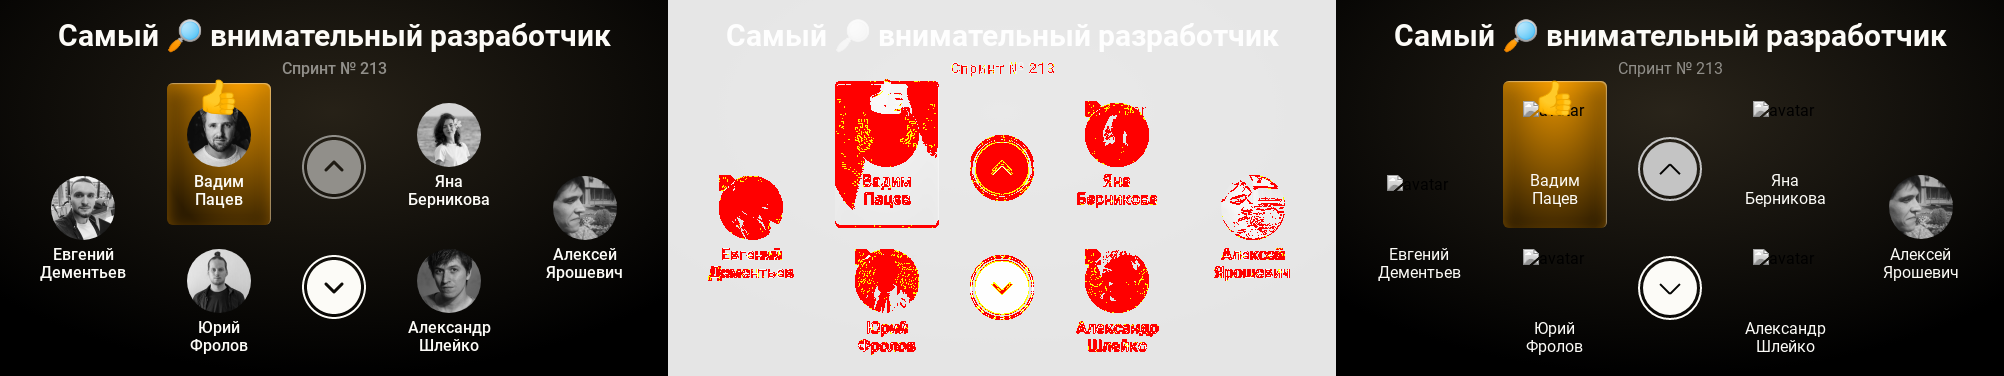 Самый 🔎 внимательный разработчик
Спринт № 213
Вадим
Пацев
Яна
Берникова
Евгений
Дементьев
Алексей
Ярошевич
Юрий
Фролов
Александр
Шлейко
Самый 🔎 внимательный разработчик
Спринт № 213
Вадим
Пацев
Яна
Берникова
Евгений
Дементьев
Алексей
Ярошевич
Юрий
Фролов
Александр
Шлейко
Самый 🔎 внимательный разработчик
Спринт № 213
avatar
avatar
Вадим
Пацев
Яна
Берникова
avatar
Евгений
Дементьев
Алексей
Ярошевич
avatar
avatar
Юрий
Фролов
Александр
Шлейко